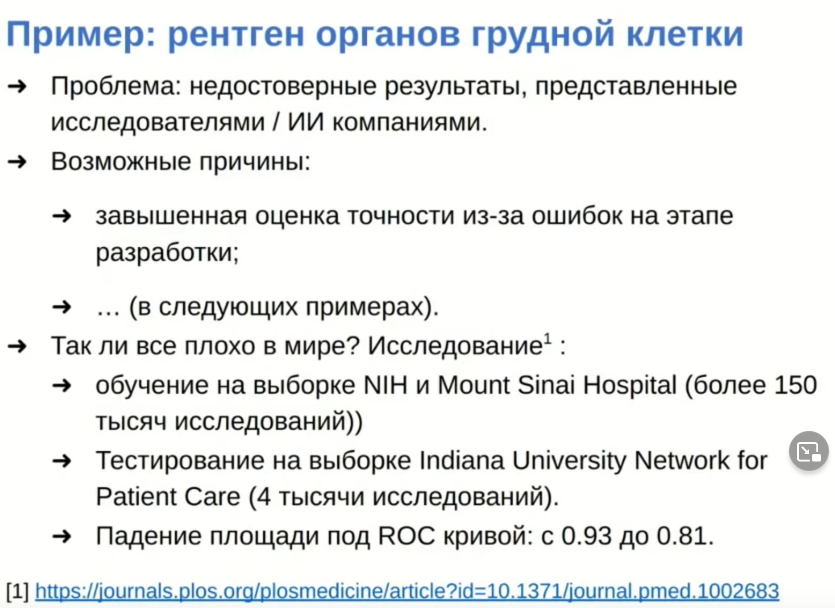 Пример: рентген органов грудной клетки
➜ Проблема: недостоверные результаты, представленные
исследователями / ИИ компаниями.
➜ Возможные причины:
➜ завышенная оценка точности из-за ошибок на этапе
разработки;
➜ … (в следующих примерах).
➜ Так ли все плохо в мире? Исследование¹ :
➜ обучение на выборке NIH и Mount Sinai Hospital (более 150
тысяч исследований))
➜ Тестирование на выборке Indiana University Network for
Patient Care (4 тысячи исследований).
➜ Падение площади под ROC кривой: с 0.93 до 0.81.
[1] https://journals.plos.org/plosmedicine/article?id=10.1371/journal.pmed.1002683